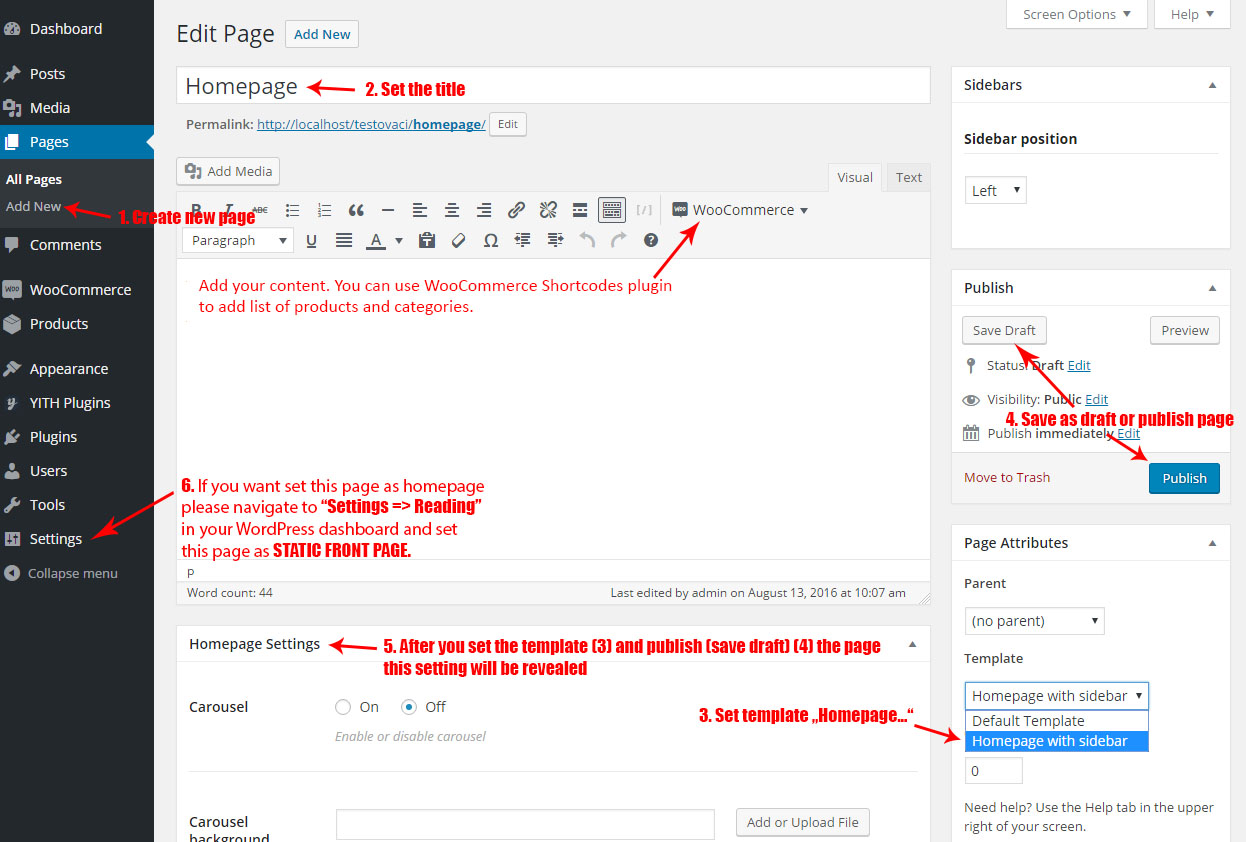 Screen Options
Help
Dashboard
Posts
Media
Pages
All Pages
Add New
1. Create new page
Comments
WooCommerce
Products
Appearance
YITH Plugins
Plugins
Users
Tools
Settings
Collapse menu
Edit Page Add New
Homepage
2. Set the title
Permalink: http://localhost/testovaci/homepage/ Edit
Add Media
Visual Text
B I ABC WooCommerce
Paragraph U A Ω
Add your content. You can use WooCommerce Shortcodes plugin
to add list of products and categories.
6. If you want set this page as homepage
please navigate to “Settings => Reading”
in your WordPress dashboard and set
this page as STATIC FRONT PAGE.
p
Word count: 44 Last edited by admin on August 13, 2016 at 10:07 am
Homepage Settings
5. After you set the template (3) and publish (save draft) (4) the page
this setting will be revealed
Carousel On Off
Enable or disable carousel
Carousel
background
Add or Upload File
Sidebars
Sidebar position
Left
Publish
Save Draft Preview
Status: Draft Edit
Visibility: Public Edit
4. Save as draft or publish page
Publish immediately Edit
Move to Trash Publish
Page Attributes
Parent
(no parent)
Template
Homepage with sidebar
Default Template
Homepage with sidebar
3. Set template „Homepage...“
0
Need help? Use the Help tab in the upper
right of your screen.